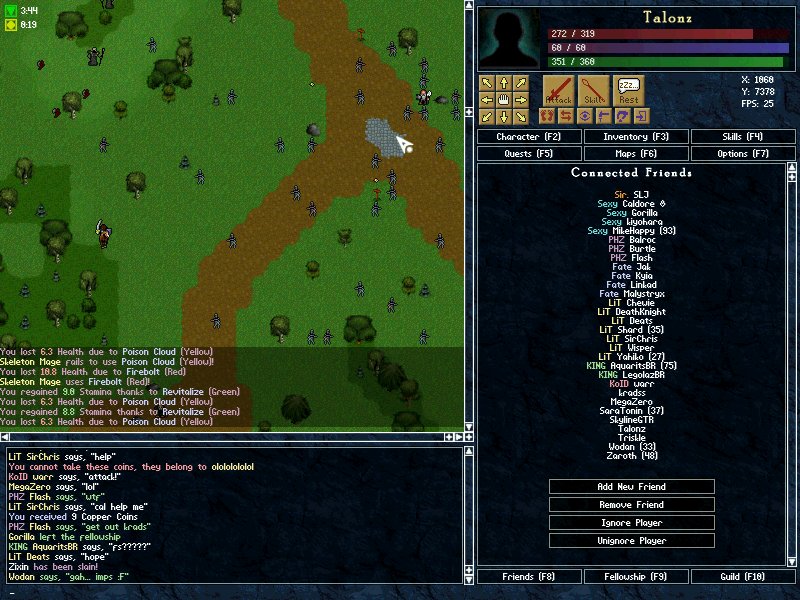 3:44
8:19
Talonz
272 / 319
60 / 60
351 / 360
Attack
Skills
zZz...
Rest
X: 1060
Y: 7378
FPS: 25
Character (F2)
Inventory (F3)
Skills (F4)
Quests (F5)
Maps (F6)
Options (F7)
Connected Friends
Sir. SLJ
Sexy Caldore
Sexy Gorilla
Sexy kiyohara
Sexy MikeHappy (93)
PHZ Balroc
PHZ Burtle
PHZ Flash
Fate Jak
Fate Kyia
Fate Linkad
Fate Malystryx
LiT Chewie
LiT DeathKnight
LiT Deats
LiT Shard (35)
LiT SirChris
LiT Wisper
LiT Yahiko (27)
KING AquaritsBR (75)
KING LegolazBR
KoID warr
kradss
MegaZero
SaraTonin (37)
SkylineGTR
Talonz
Triskle
Wodan (33)
Zaroth (48)
Add New Friend
Remove Friend
Ignore Player
Unignore Player
Friends (F8)
Fellowship (F9)
Guild (F10)
You lost 6.3 Health due to Poison Cloud (Yellow)
Skeleton Mage fails to use Poison Cloud (Yellow)!
You lost 10.8 Health due to Firebolt (Red)
Skeleton Mage uses Firebolt (Red)!
You regained 9.0 Stamina thanks to Revitalize (Green)
You lost 6.3 Health due to Poison Cloud (Yellow)
You regained 8.8 Stamina thanks to Revitalize (Green)
You lost 6.3 Health due to Poison Cloud (Yellow)
LiT SirChris says, "help"
You cannot take these coins, they belong to olololololol
KoID warr says, "attack!"
MegaZero says, "lol"
PHZ Flash says, "wtf"
LiT SirChris says, "cal help me"
You received 9 Copper Coins
PHZ Flash says, "get out krads"
Gorilla left the fellowship
KING AquaritsBR says, "fs?????"
LiT Deats says, "hope"
Zixin has been slain!
Wodan says, "gah... imps :F"